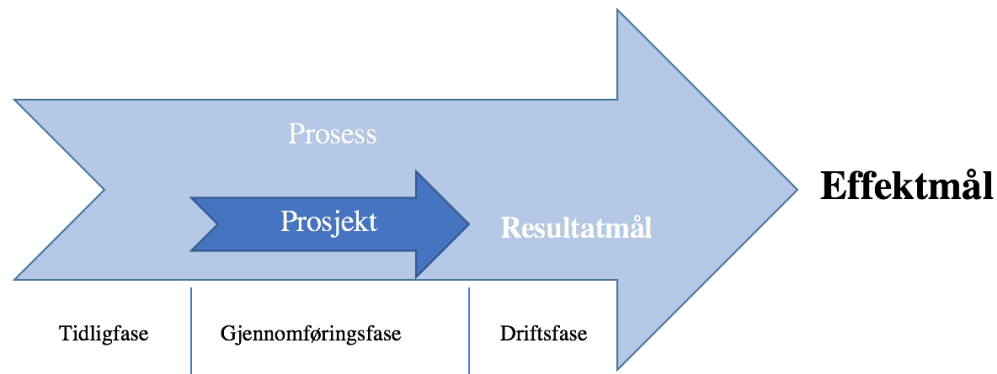 Prosess
Effektmål
Prosjekt
Resultatmål
Tidligfase
Gjennomføringsfase
Driftsfase